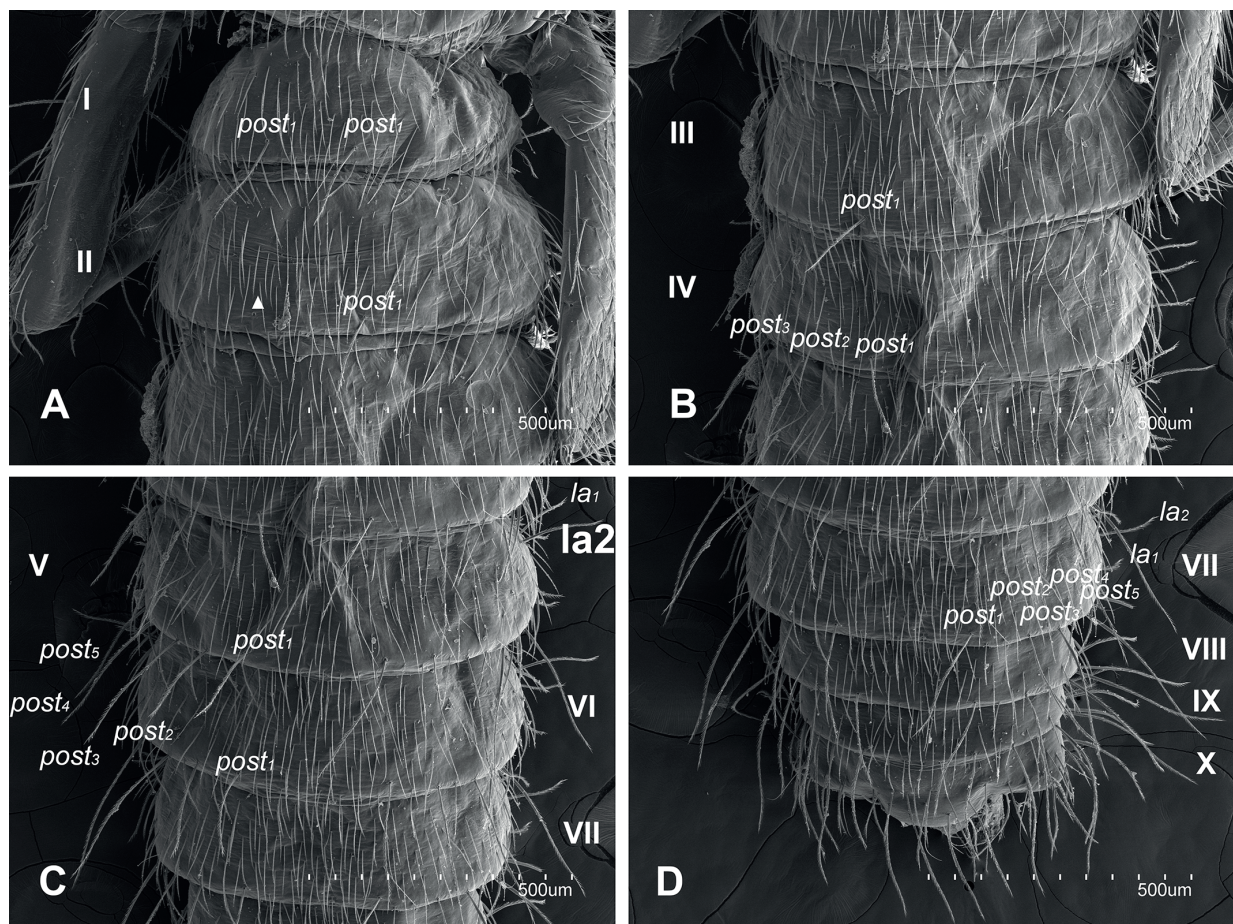 I
post1 post1
II
post1
A
500um
III
post1
IV
post3 post2 post1
B
500um
la1
la2
V
post1
post5
post4
VI
post2
post3
post1
VII
C
500um
la2
la1
VII
post2 post4
post5
post1 post3
VIII
IX
X
D
500um